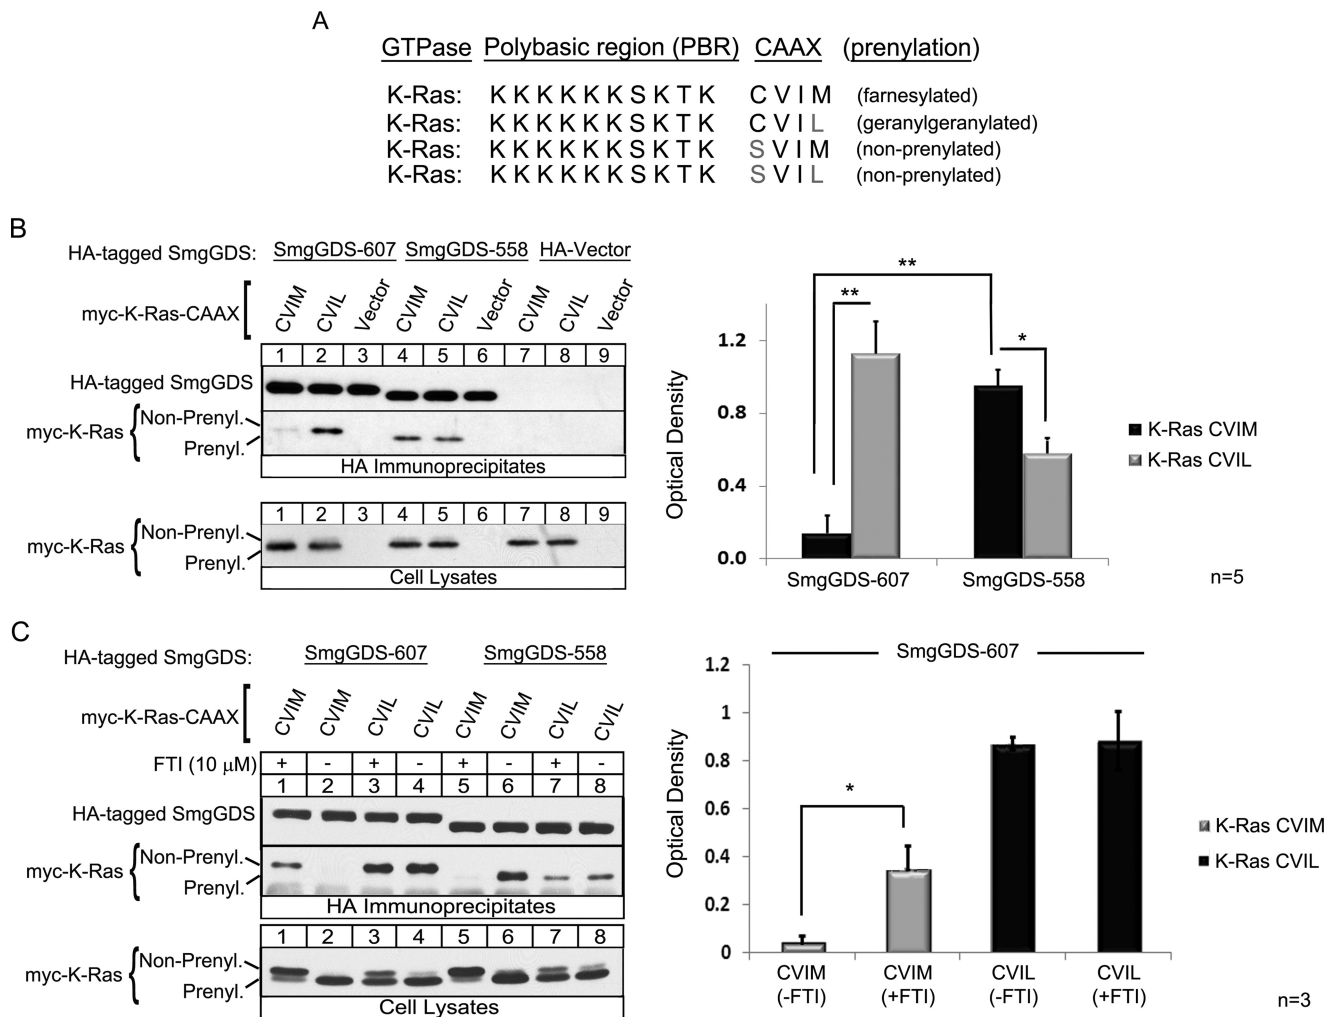 A
GTPase Polybasic region (PBR) CAAX (prenylation)
K-Ras: K K K K K K S K T K C V I M (farnesylated)
K-Ras: K K K K K K S K T K C V I L (geranylgeranylated)
K-Ras: K K K K K K S K T K S V I M (non-prenylated)
K-Ras: K K K K K K S K T K S V I L (non-prenylated)
B
HA-tagged SmgGDS: SmgGDS-607 SmgGDS-558 HA-Vector
myc-K-Ras-CAAX CVIM CVIL Vector CVIM CVIL Vector CVIM CVIL Vector
1 2 3 4 5 6 7 8 9
HA-tagged SmgGDS
myc-K-Ras { Non-Prenyl.
Prenyl.
HA Immunoprecipitates
1 2 3 4 5 6 7 8 9
myc-K-Ras { Non-Prenyl.
Prenyl.
Cell Lysates
Optical Density
1.2
0.8
0.4
0.0
**
**
*
SmgGDS-607 SmgGDS-558
K-Ras CVIM
K-Ras CVIL
n=5
C
HA-tagged SmgGDS: SmgGDS-607 SmgGDS-558
myc-K-Ras-CAAX CVIM CVIM CVIL CVIL CVIM CVIM CVIL CVIL
FTI (10 µM) + - + - + - + -
1 2 3 4 5 6 7 8
HA-tagged SmgGDS
myc-K-Ras { Non-Prenyl.
Prenyl.
HA Immunoprecipitates
1 2 3 4 5 6 7 8
myc-K-Ras { Non-Prenyl.
Prenyl.
Cell Lysates
SmgGDS-607
Optical Density
1.2
1
0.8
0.6
0.4
0.2
0
*
CVIM (-FTI) CVIM (+FTI) CVIL (-FTI) CVIL (+FTI)
K-Ras CVIM
K-Ras CVIL
n=3